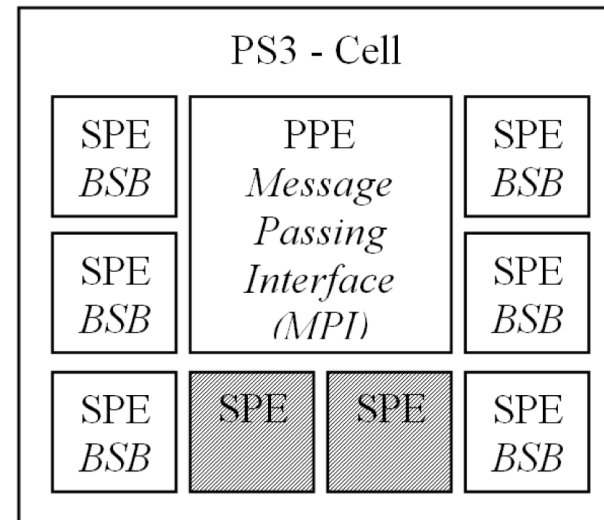 PS3 - Cell
SPE
BSB
PPE
Message
Passing
Interface
(MPI)
SPE
BSB
SPE
BSB
SPE
BSB
SPE
BSB
SPE
SPE
SPE
BSB